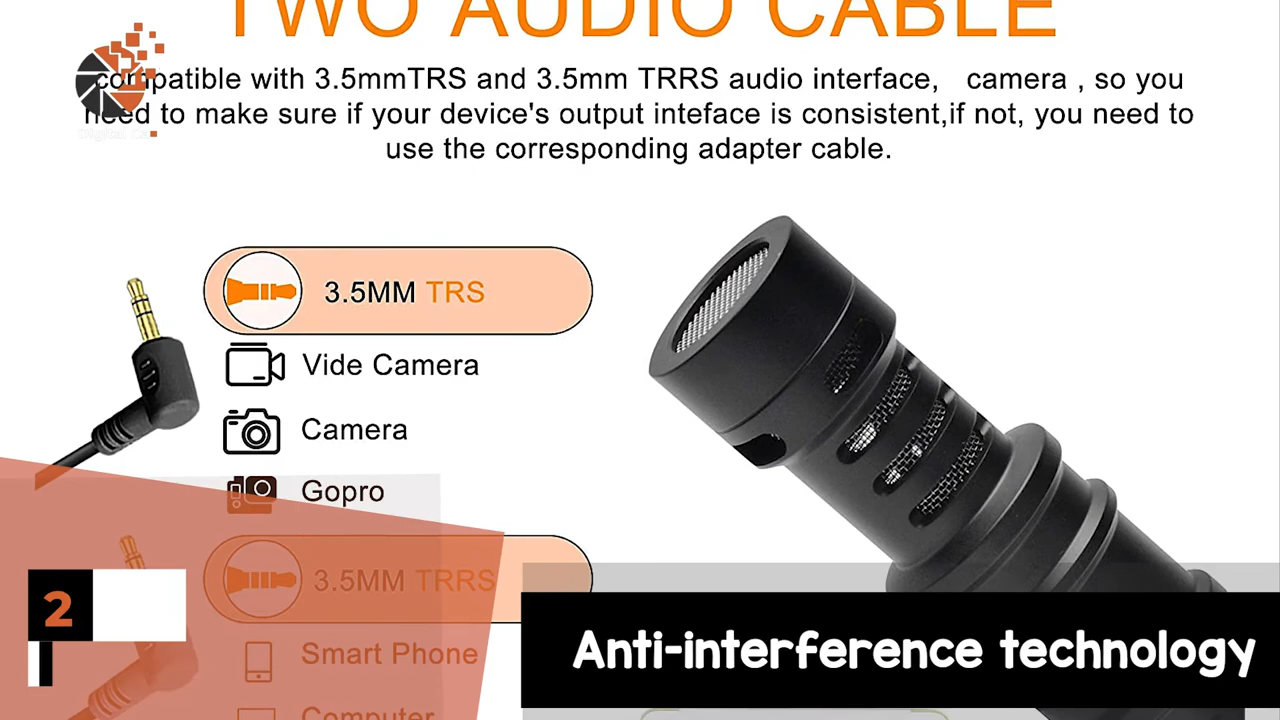 TWO AUDIO CABLE
compatible with 3.5mmTRS and 3.5mm TRRS audio interface, camera , so you
need to make sure if your device's output inteface is consistent,if not, you need to
use the corresponding adapter cable.
3.5MM TRS
Vide Camera
Camera
Gopro
3.5MM TRRS
Smart Phone
Computer
2
Anti-interference technology